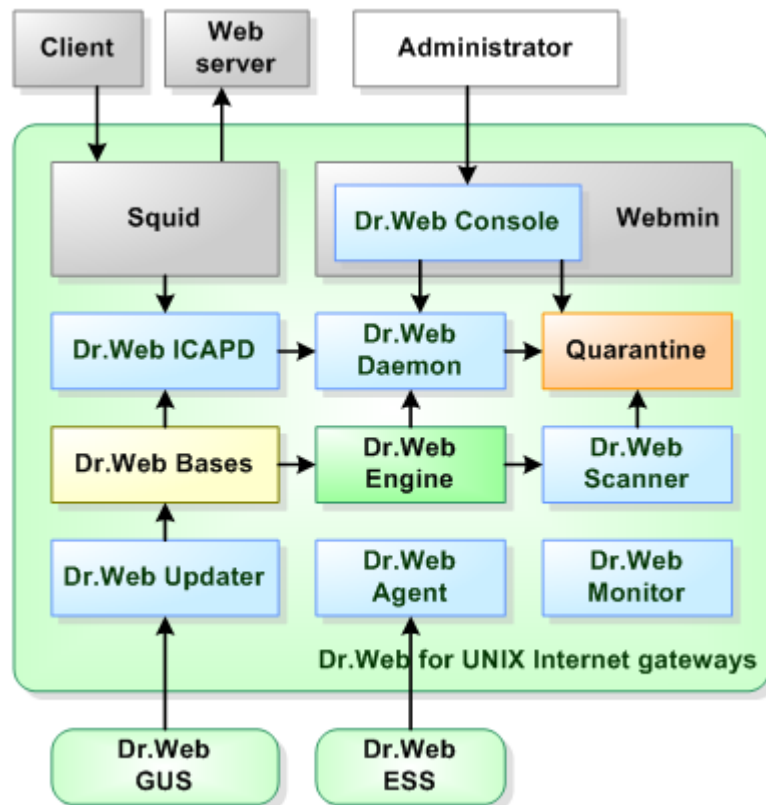 Client
Web
server
Administrator
Squid
Dr.Web Console
Webmin
Dr.Web ICAPD
Dr.Web
Daemon
Quarantine
Dr.Web Bases
Dr.Web
Engine
Dr.Web
Scanner
Dr.Web Updater
Dr.Web
Agent
Dr.Web
Monitor
Dr.Web for UNIX Internet gateways
Dr.Web
GUS
Dr.Web
ESS